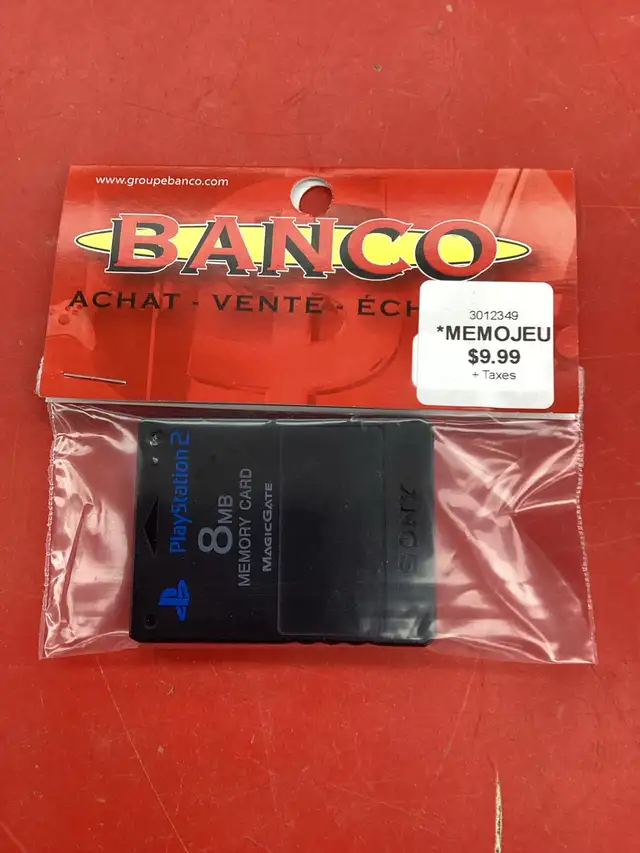 www.groupebanco.com
BANCO
ACHAT - VENTE - ÉCH
3012349
*MEMOJEU
$9.99
+ Taxes
PlayStation 2
8MB
MEMORY CARD
MAGICGATE
SONY